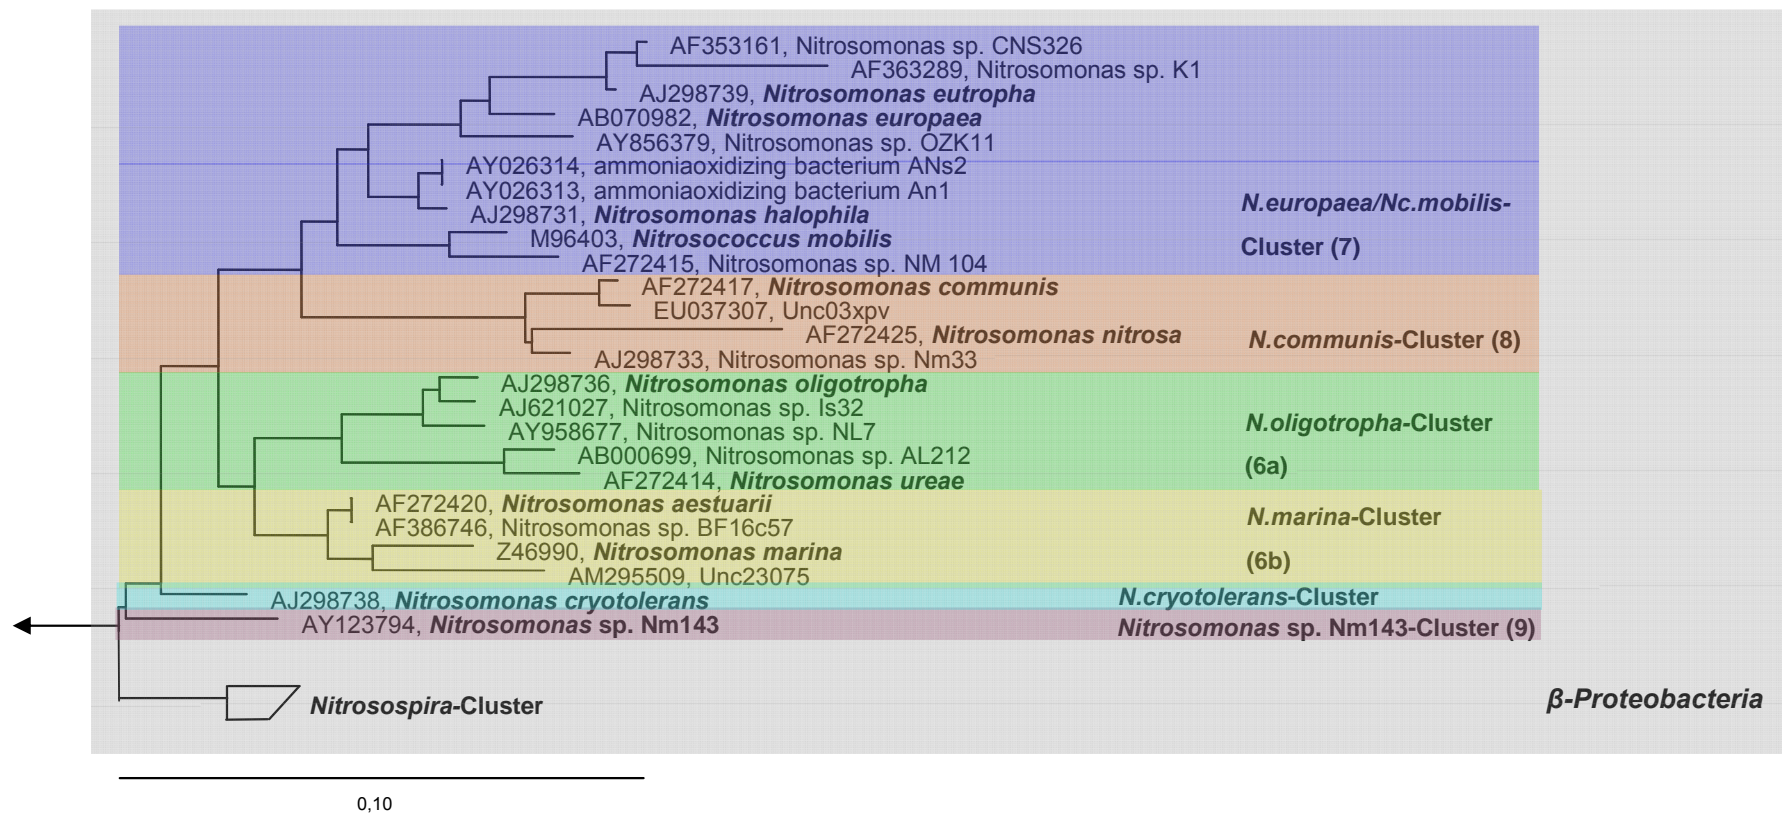 AF353161, Nitrosomonas sp. CNS326
AF363289, Nitrosomonas sp. K1
AJ298739, Nitrosomonas eutropha
AB070982, Nitrosomonas europaea
AY856379, Nitrosomonas sp. OZK11
AY026314, ammoniaoxidizing bacterium ANs2
AY026313, ammoniaoxidizing bacterium An1
AJ298731, Nitrosomonas halophila
M96403, Nitrosococcus mobilis
AF272415, Nitrosomonas sp. NM 104
N.europaea/Nc.mobilis-
Cluster (7)
AF272417, Nitrosomonas communis
EU037307, Unc03xpv
AF272425, Nitrosomonas nitrosa
AJ298733, Nitrosomonas sp. Nm33
N.communis-Cluster (8)
AJ298736, Nitrosomonas oligotropha
AJ621027, Nitrosomonas sp. Is32
AY958677, Nitrosomonas sp. NL7
AB000699, Nitrosomonas sp. AL212
AF272414, Nitrosomonas ureae
N.oligotropha-Cluster
(6a)
AF272420, Nitrosomonas aestuarii
AF386746, Nitrosomonas sp. BF16c57
Z46990, Nitrosomonas marina
AM295509, Unc23075
N.marina-Cluster
(6b)
AJ298738, Nitrosomonas cryotolerans
N.cryotolerans-Cluster
AY123794, Nitrosomonas sp. Nm143
Nitrosomonas sp. Nm143-Cluster (9)
Nitrosospira-Cluster
β-Proteobacteria
0,10